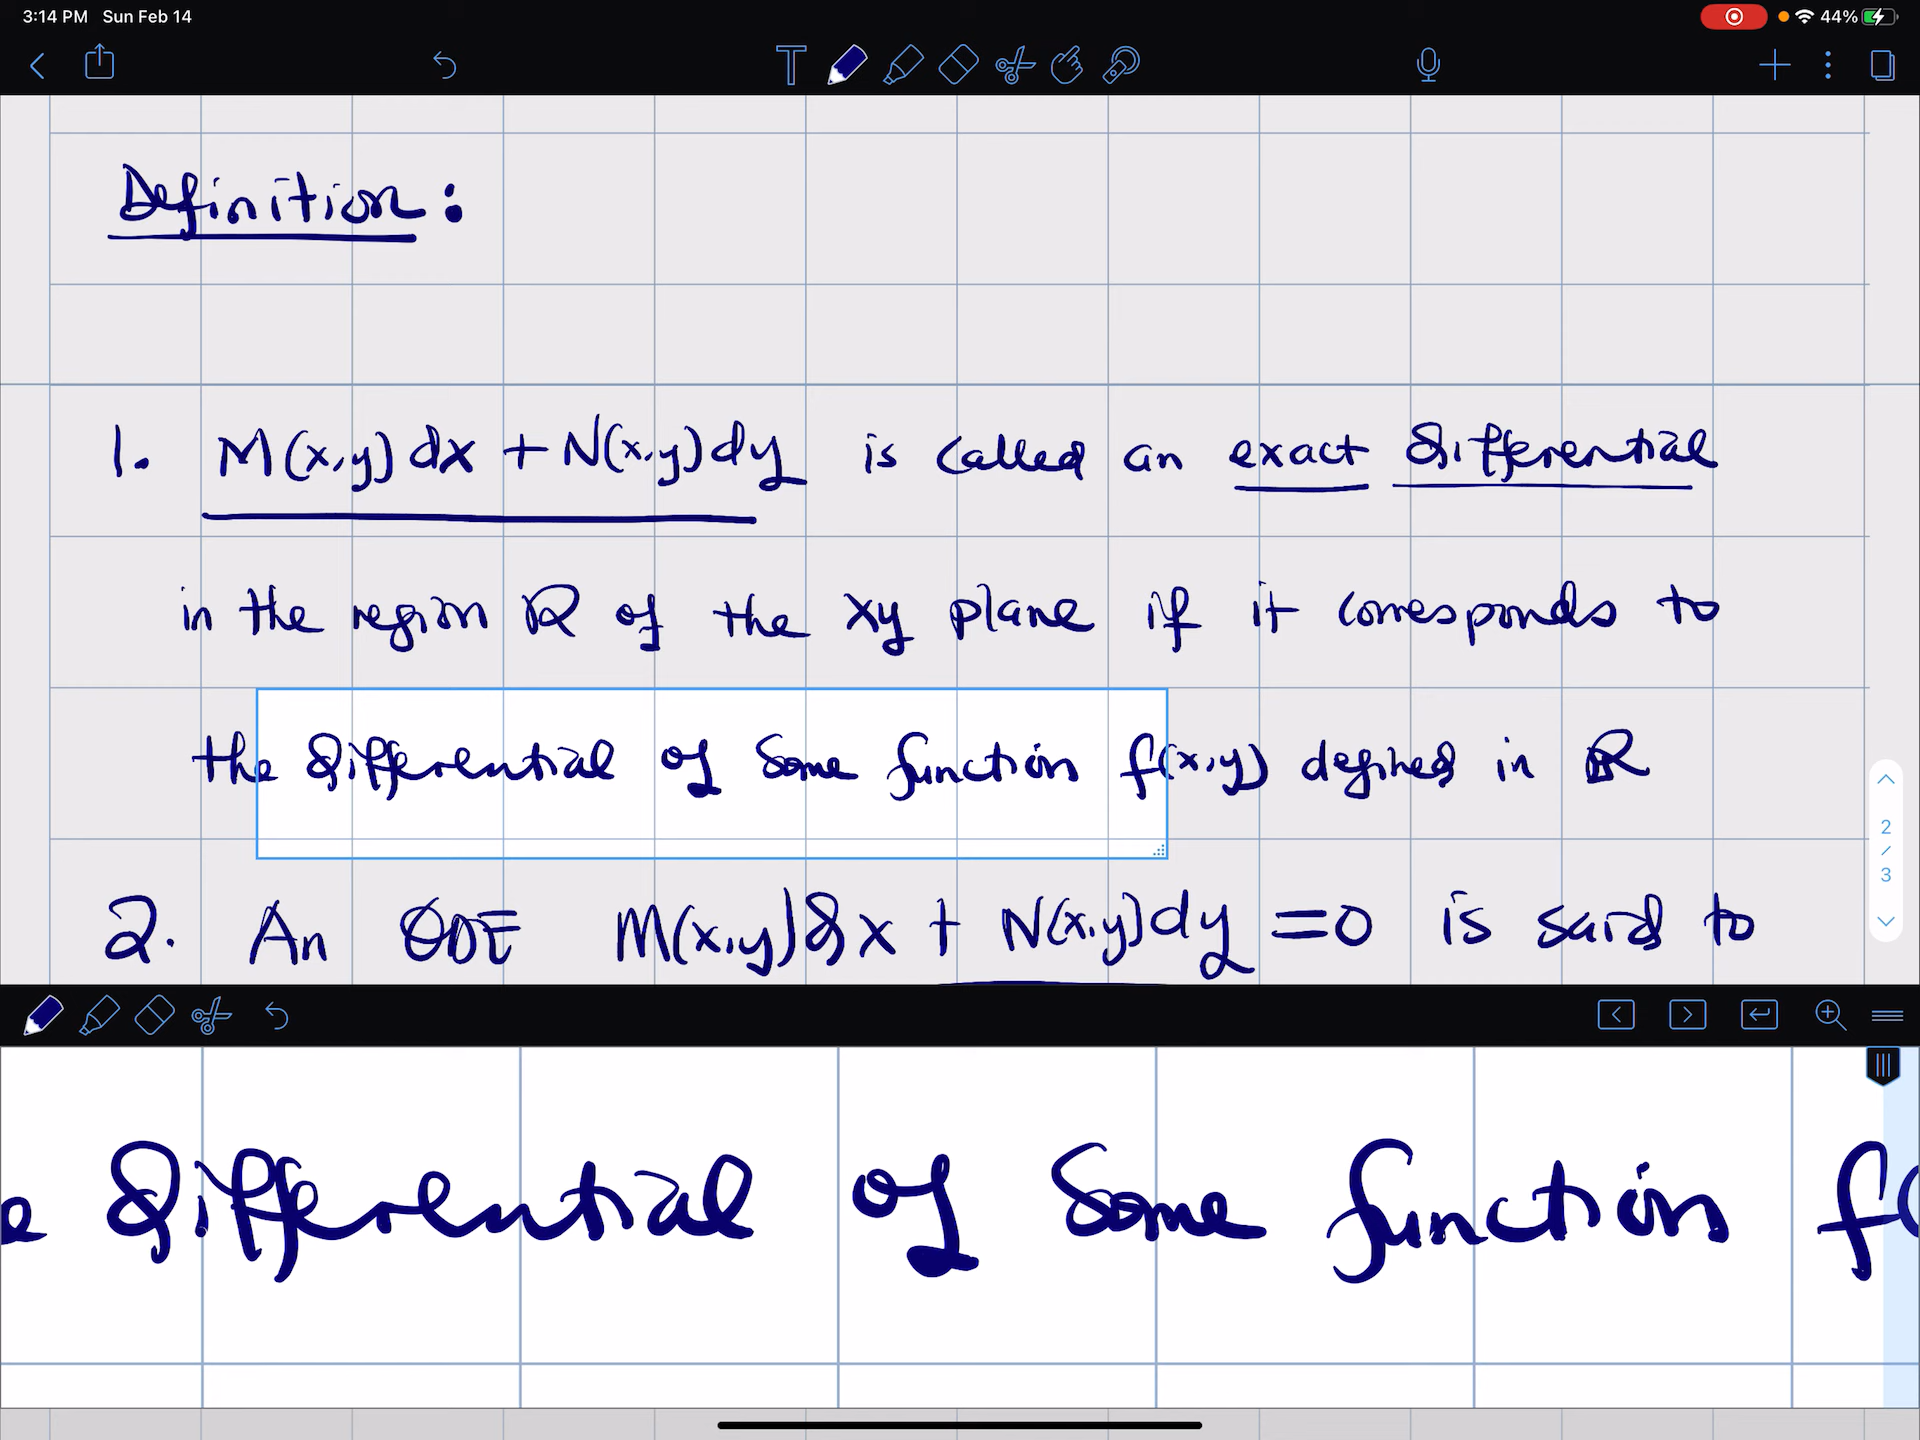 3:14 PM Sun Feb 14
44%
Definition:
1. M(x,y)dx + N(x,y)dy is called an exact differential
in the region R of the xy plane if it corresponds to
the differential of some function f(x,y) defined in R
2
/
3
2. An ODE M(x,y)dx + N(x,y)dy = 0 is said to
e differential of some function f(